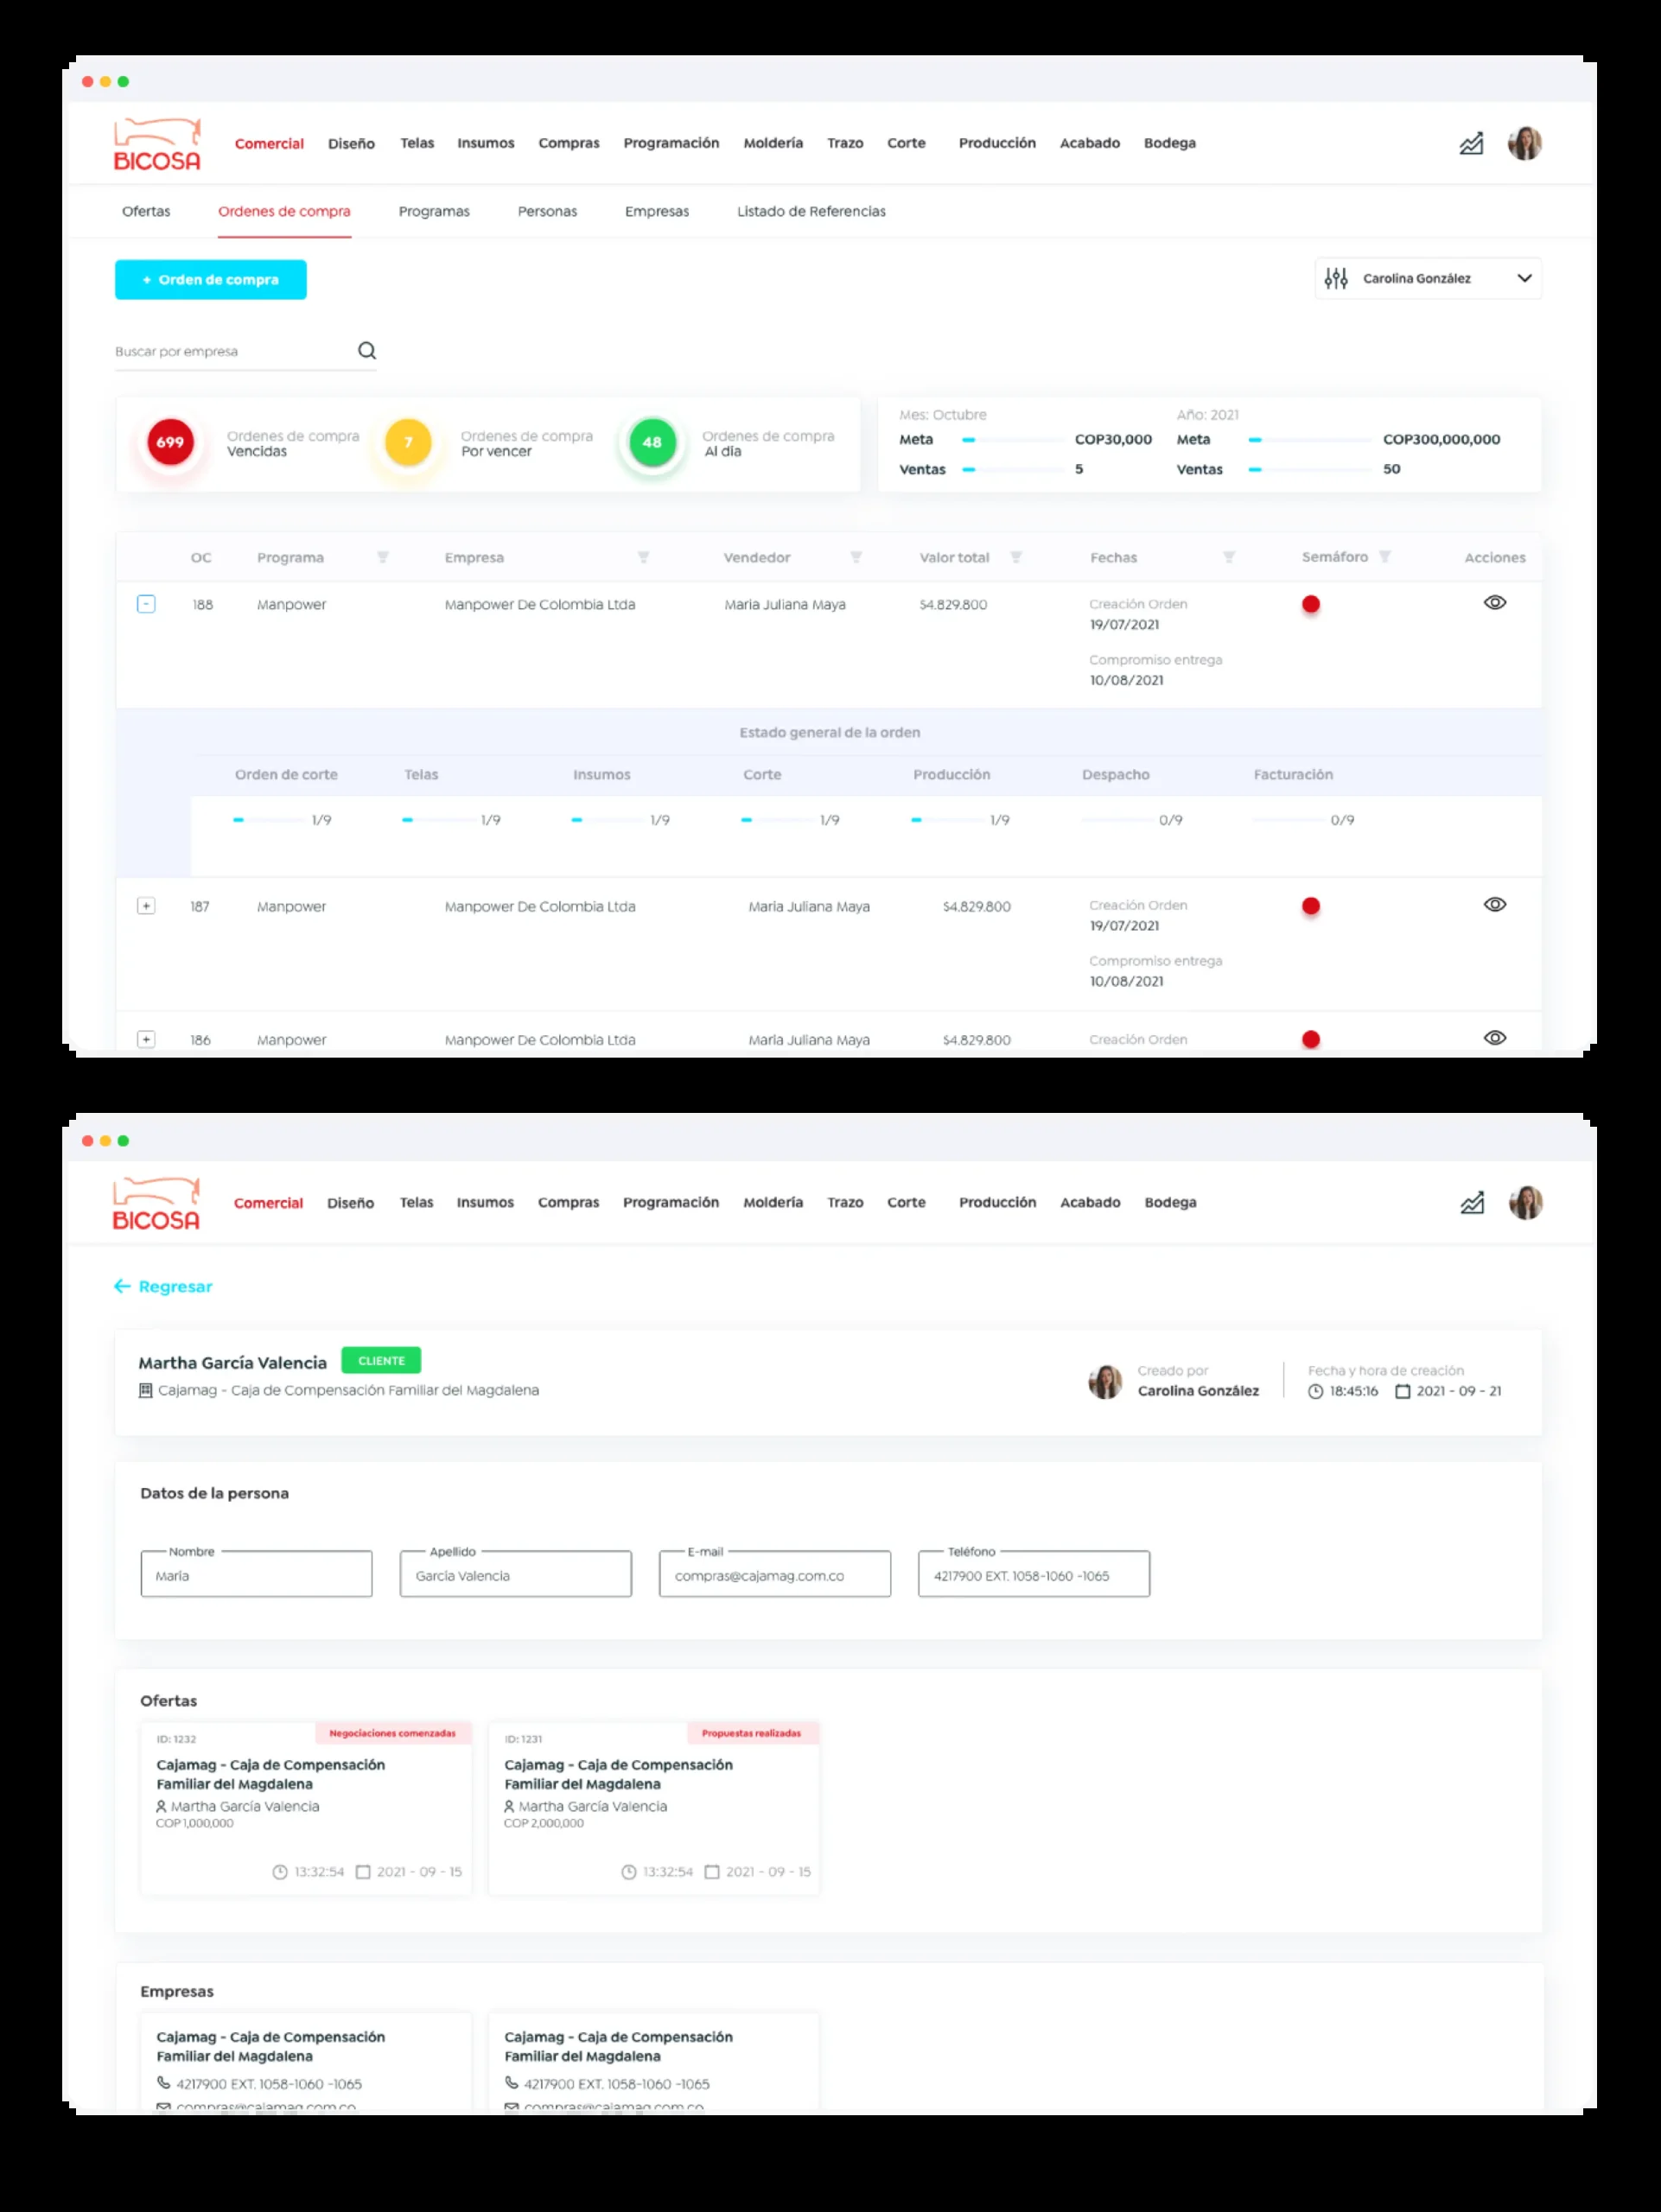 BICOSA
Comercial Diseño Telas Insumos Compras Programación Moldería Trazo Corte Producción Acabado Bodega
Ofertas Ordenes de compra Programas Personas Empresas Listado de Referencias
+ Orden de compra
Carolina González
Buscar por empresa
699 Ordenes de compra Vencidas
7 Ordenes de compra Por vencer
48 Ordenes de compra Al día
Mes: Octubre
Meta COP30,000
Ventas 5
Año: 2021
Meta COP300,000,000
Ventas 50
OC Programa Empresa Vendedor Valor total Fechas Semáforo Acciones
- 188 Manpower Manpower De Colombia Ltda Maria Juliana Maya $4.829.800 Creación Orden
19/07/2021
Compromiso entrega
10/08/2021
Estado general de la orden
Orden de corte Telas Insumos Corte Producción Despacho Facturación
1/9 1/9 1/9 1/9 1/9 0/9 0/9
+ 187 Manpower Manpower De Colombia Ltda Maria Juliana Maya $4.829.800 Creación Orden
19/07/2021
Compromiso entrega
10/08/2021
+ 186 Manpower Manpower De Colombia Ltda Maria Juliana Maya $4.829.800 Creación Orden
BICOSA
Comercial Diseño Telas Insumos Compras Programación Moldería Trazo Corte Producción Acabado Bodega
Regresar
Martha García Valencia CLIENTE
Cajamag - Caja de Compensación Familiar del Magdalena
Creado por
Carolina González
Fecha y hora de creación
18:45:16 2021 - 09 - 21
Datos de la persona
Nombre Apellido E-mail Teléfono
María García Valencia compras@cajamag.com.co 4217900 EXT. 1058-1060 -1065
Ofertas
ID: 1232 Negociaciones comenzadas
Cajamag - Caja de Compensación
Familiar del Magdalena
Martha García Valencia
COP 1,000,000
13:32:54 2021 - 09 - 15
ID: 1231 Propuestas realizadas
Cajamag - Caja de Compensación
Familiar del Magdalena
Martha García Valencia
COP 2,000,000
13:32:54 2021 - 09 - 15
Empresas
Cajamag - Caja de Compensación
Familiar del Magdalena
4217900 EXT. 1058-1060 -1065
compras@cajamag.com.co
Cajamag - Caja de Compensación
Familiar del Magdalena
4217900 EXT. 1058-1060 -1065
compras@cajamag.com.co